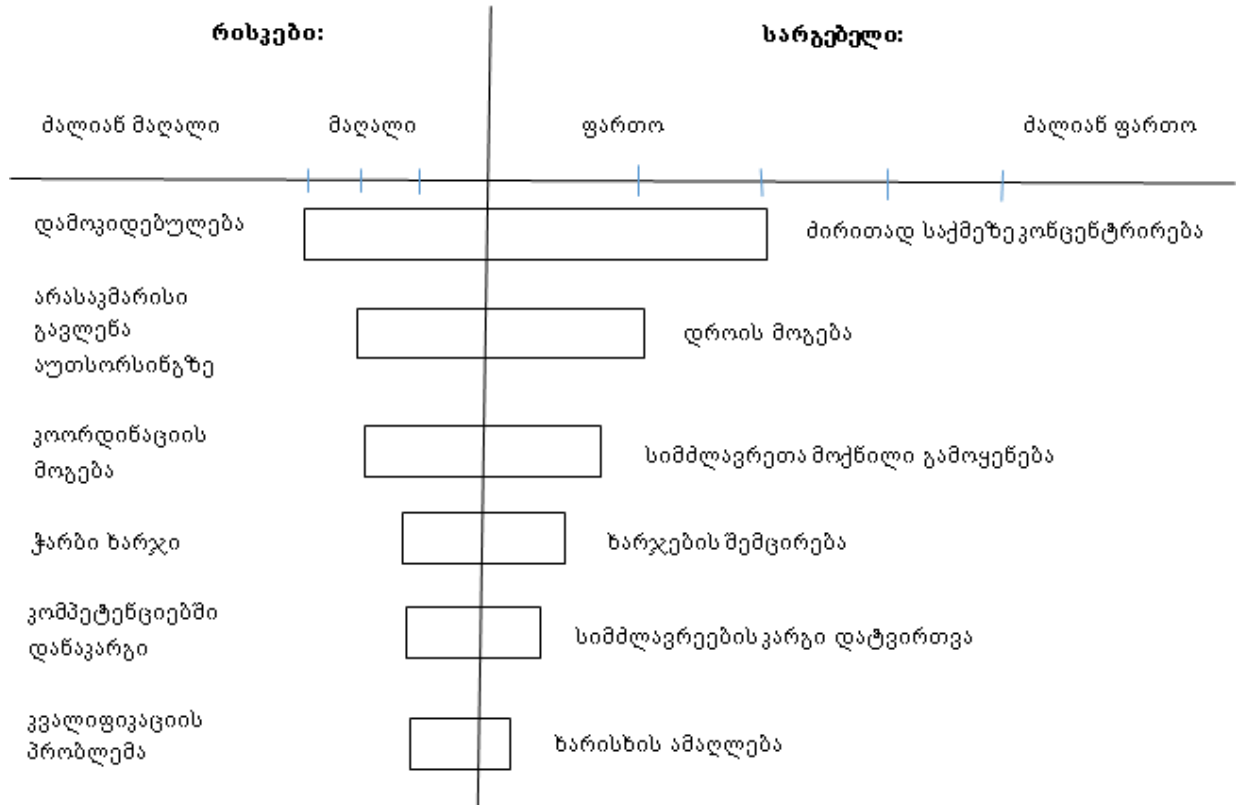 რისკები:
სარგებელი:
ძალიან მაღალი
მაღალი
ფართო
ძალიან ფართო
დამოკიდებულება
ძირითად საქმეზე კონცენტრირება
არასაკმარისი
გავლენა
აუთსორსინგზე
დროის მოგება
კოორდინაციის
მოგება
სიმძლავრეთა მოქნილი გამოყენება
ჭარბი ხარჯი
ხარჯების შემცირება
კომპეტენციებში
დანაკარგი
სიმძლავრეების კარგი დატვირთვა
კვალიფიკაციის
პრობლემა
ხარისხის ამაღლება